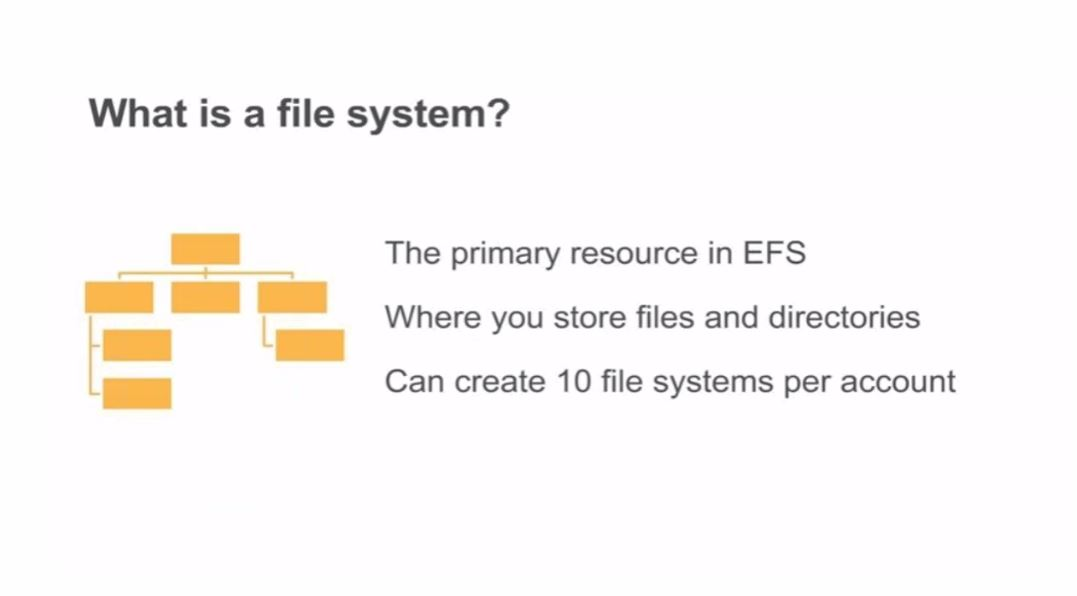 What is a file system?
The primary resource in EFS
Where you store files and directories
Can create 10 file systems per account